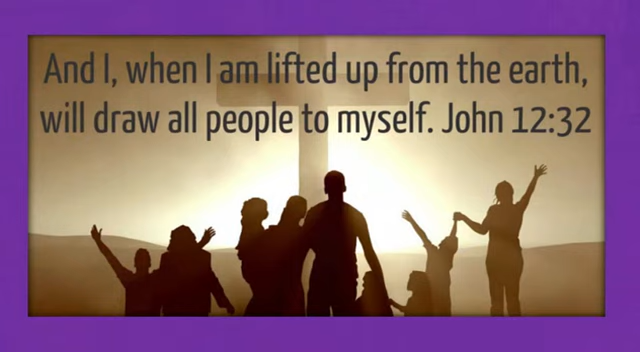 And I, when I am lifted up from the earth,
will draw all people to myself. John 12:32